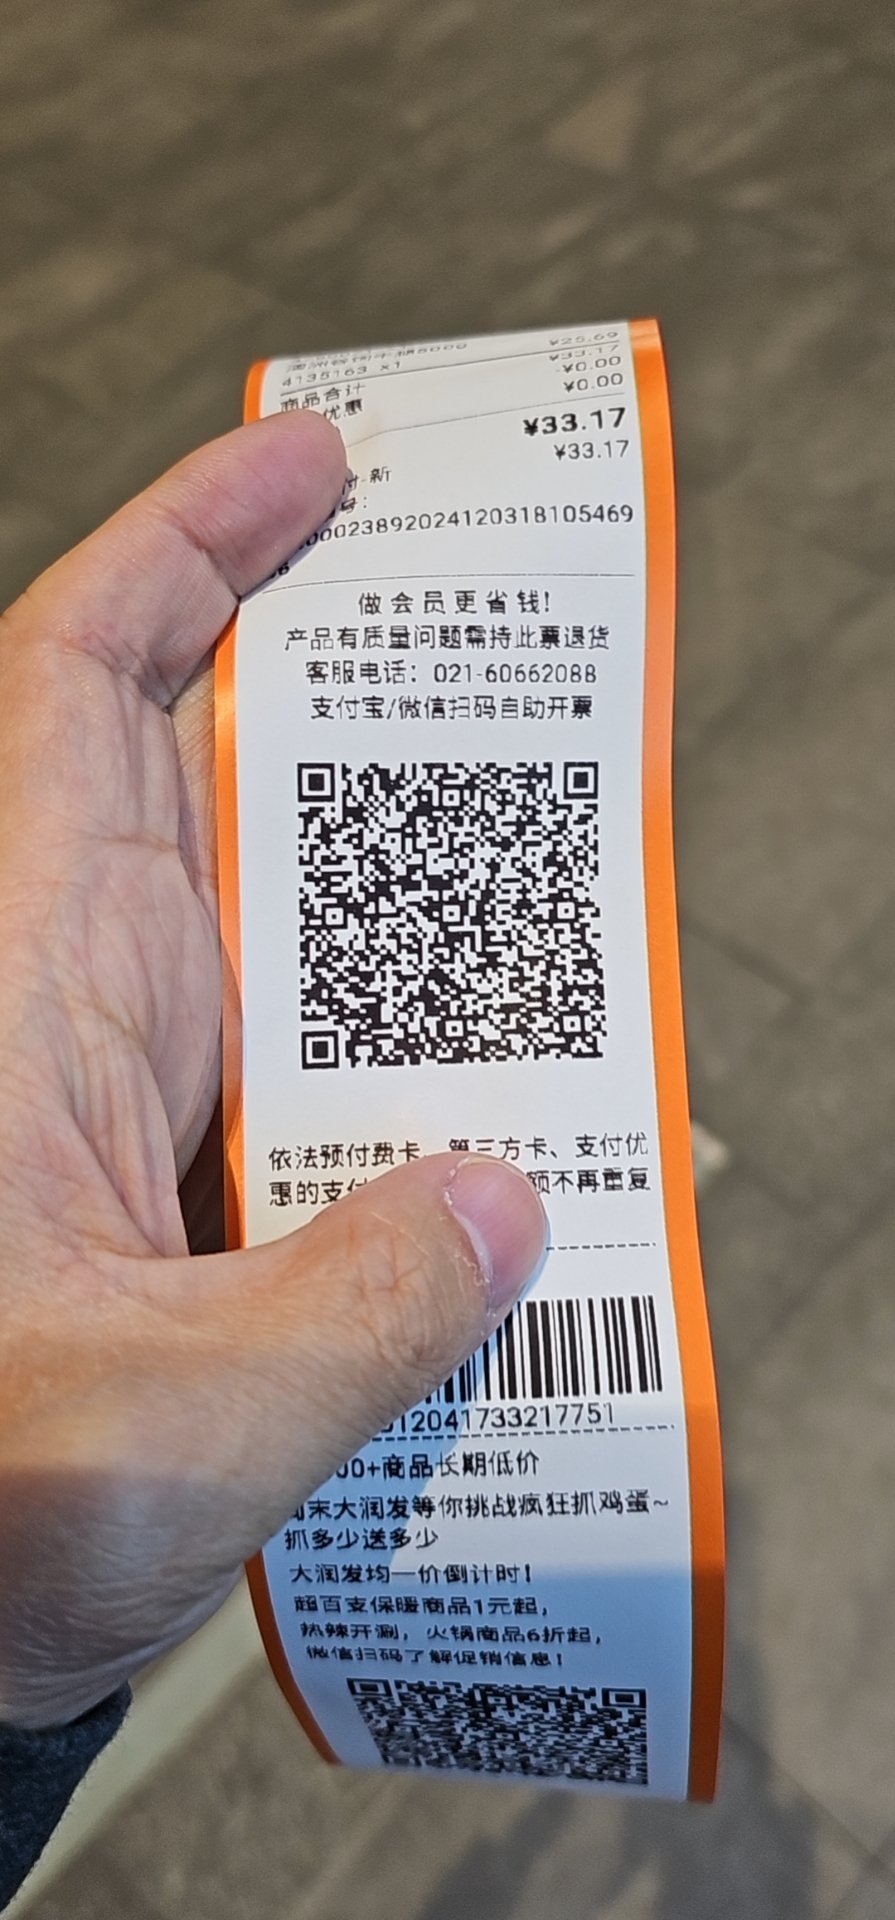 ¥25.69
4135163 x1
¥33.17
商品合计
-¥0.00
优惠
¥0.00
¥33.17
付-新
¥33.17
号:
00023892024120318105469
做会员更省钱!
产品有质量问题需持此票退货
客服电话: 021-60662088
支付宝/微信扫码自助开票
依法预付费卡、第三方卡、支付优
惠的支 额不再重复
12041733217751
00+商品长期低价
末大润发等你挑战疯狂抓鸡蛋~
抓多少送多少
大润发均一价倒计时!
超百支保暖商品1元起,
热辣开涮, 火锅商品6折起,
微信扫码了解促销信息!